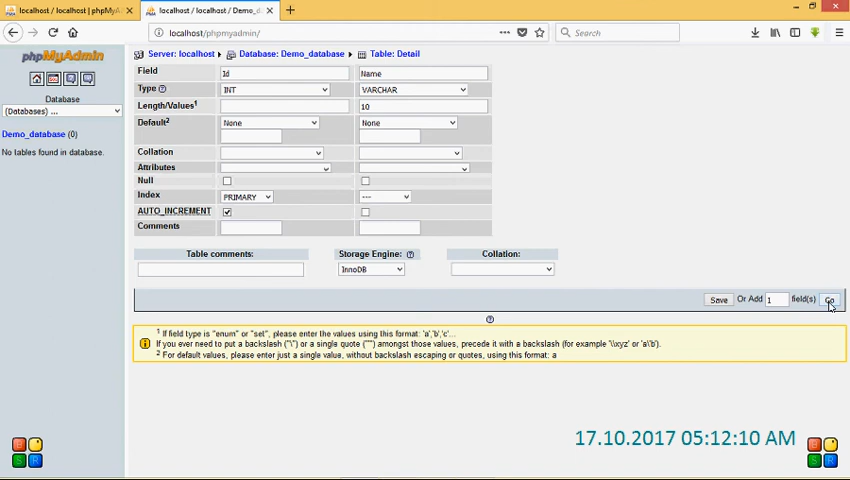 localhost / localhost | phpMyAd
localhost / localhost / Demo_d
localhost/phpmyadmin/
Search
phpMyAdmin
Database
(Databases) ...
Demo_database (0)
No tables found in database.
Server: localhost Database: Demo_database Table: Detail
Field Id Name
Type INT VARCHAR
Length/Values1 10
Default2 None None
Collation
Attributes
Null
Index PRIMARY ---
AUTO_INCREMENT
Comments
Table comments: Storage Engine: Collation:
InnoDB
Save Or Add 1 field(s) Go
1 If field type is "enum" or "set", please enter the values using this format: 'a','b','c'...
If you ever need to put a backslash ("\") or a single quote ("'") amongst those values, precede it with a backslash (for example '\\xyz' or 'a\'b').
2 For default values, please enter just a single value, without backslash escaping or quotes, using this format: a
17.10.2017 05:12:10 AM